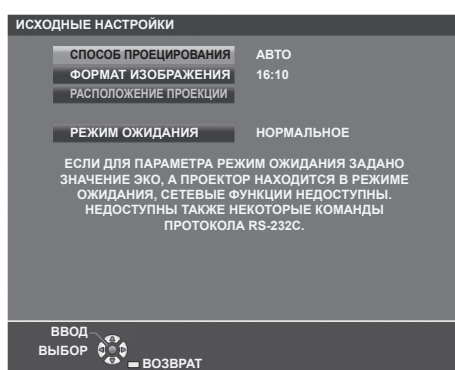 ИСХОДНЫЕ НАСТРОЙКИ
СПОСОБ ПРОЕЦИРОВАНИЯ АВТО
ФОРМАТ ИЗОБРАЖЕНИЯ 16:10
РАСПОЛОЖЕНИЕ ПРОЕКЦИИ
РЕЖИМ ОЖИДАНИЯ НОРМАЛЬНОЕ
ЕСЛИ ДЛЯ ПАРАМЕТРА РЕЖИМ ОЖИДАНИЯ ЗАДАНО
ЗНАЧЕНИЕ ЭКО, А ПРОЕКТОР НАХОДИТСЯ В РЕЖИМЕ
ОЖИДАНИЯ, СЕТЕВЫЕ ФУНКЦИИ НЕДОСТУПНЫ.
НЕДОСТУПНЫ ТАКЖЕ НЕКОТОРЫЕ КОМАНДЫ
ПРОТОКОЛА RS-232C.
ВВОД
ВЫБОР
ВОЗВРАТ